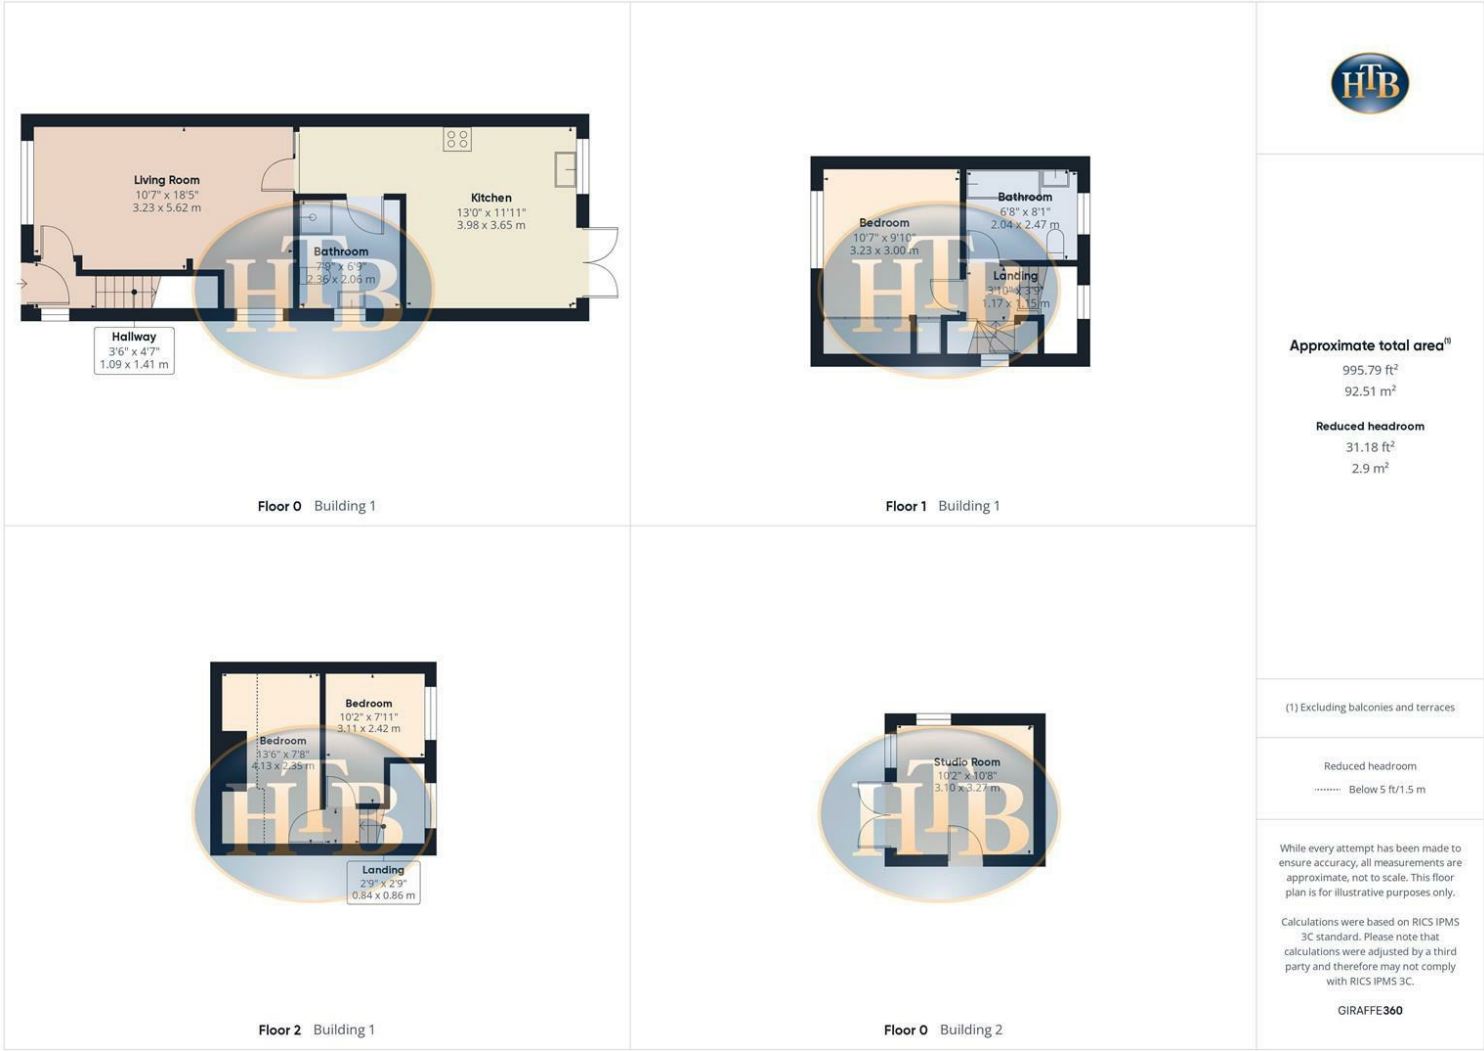 Living Room
10'7" x 18'5"
3.23 x 5.62 m
Kitchen
13'0" x 11'11"
3.98 x 3.65 m
Bathroom
7'9" x 6'9"
2.36 x 2.06 m
Hallway
3'6" x 4'7"
1.09 x 1.41 m
HTB
Floor 0 Building 1
Bedroom
10'7" x 9'10"
3.23 x 3.00 m
Bathroom
6'8" x 8'1"
2.04 x 2.47 m
Landing
3'10" x 3'9"
1.17 x 1.15 m
HTB
Floor 1 Building 1
Bedroom
10'2" x 7'11"
3.11 x 2.42 m
Bedroom
13'6" x 7'8"
4.13 x 2.35 m
Landing
2'9" x 2'9"
0.84 x 0.86 m
HTB
Floor 2 Building 1
Studio Room
10'2" x 10'8"
3.10 x 3.27 m
HTB
Floor 0 Building 2
HTB
Approximate total area(1)
995.79 ft²
92.51 m²
Reduced headroom
31.18 ft²
2.9 m²
(1) Excluding balconies and terraces
Reduced headroom
Below 5 ft/1.5 m
While every attempt has been made to
ensure accuracy, all measurements are
approximate, not to scale. This floor
plan is for illustrative purposes only.
Calculations were based on RICS IPMS
3C standard. Please note that
calculations were adjusted by a third
party and therefore may not comply
with RICS IPMS 3C.
GIRAFFE360